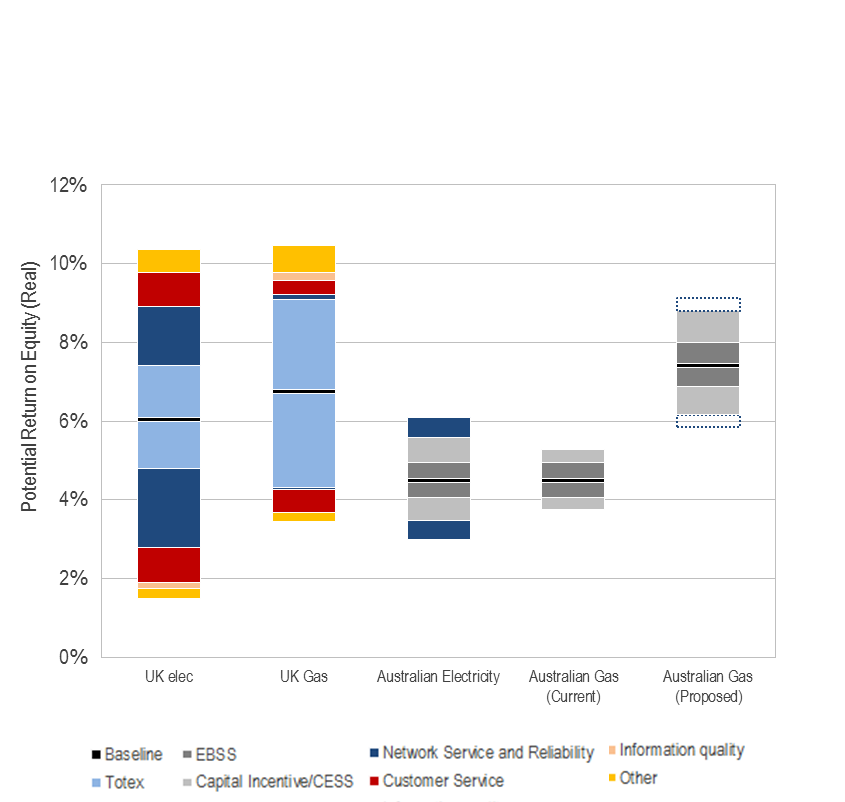 12%
10%
8%
6%
4%
2%
0%
Potential Return on Equity (Real)
UK elec
UK Gas
Australian Electricity
Australian Gas
(Current)
Australian Gas
(Proposed)
Baseline
EBSS
Network Service and Reliability
Information quality
Totex
Capital Incentive/CESS
Customer Service
Other